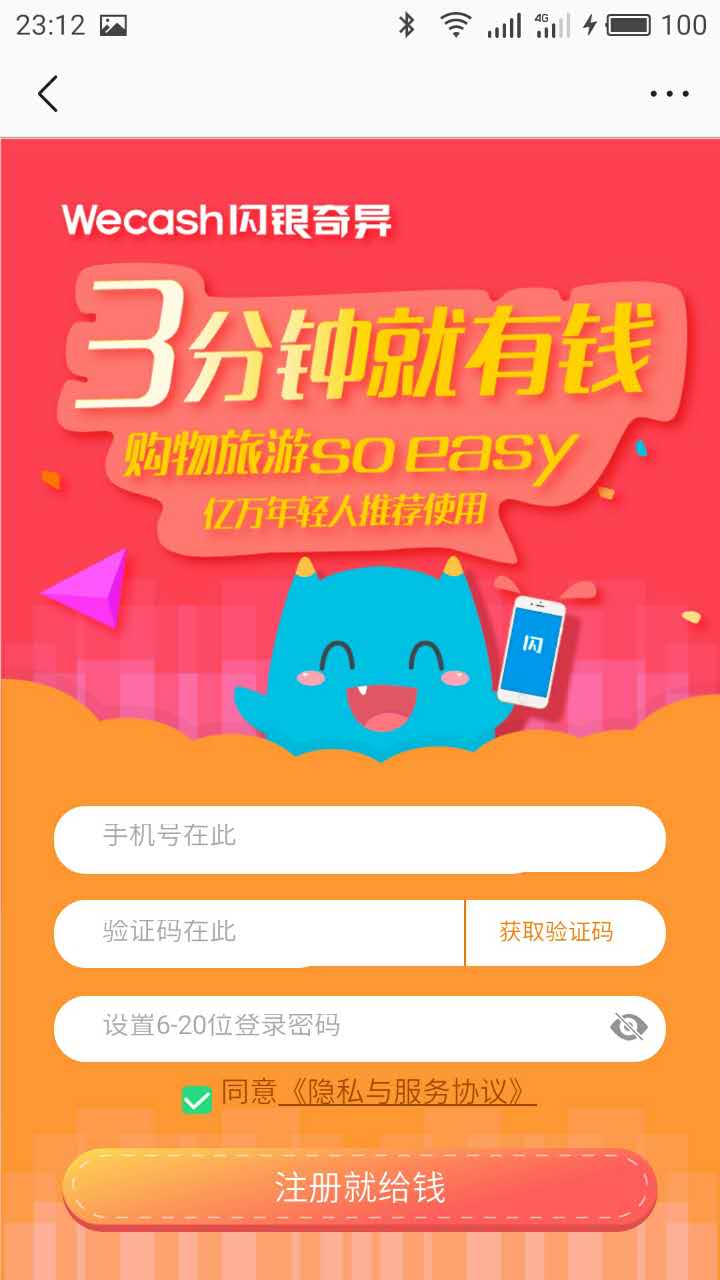 23:12
4G
100
Wecash闪银奇异
3分钟就有钱
购物旅游so easy
亿万年轻人推荐使用
闪
手机号在此
验证码在此
获取验证码
设置6-20位登录密码
同意《隐私与服务协议》
注册就给钱